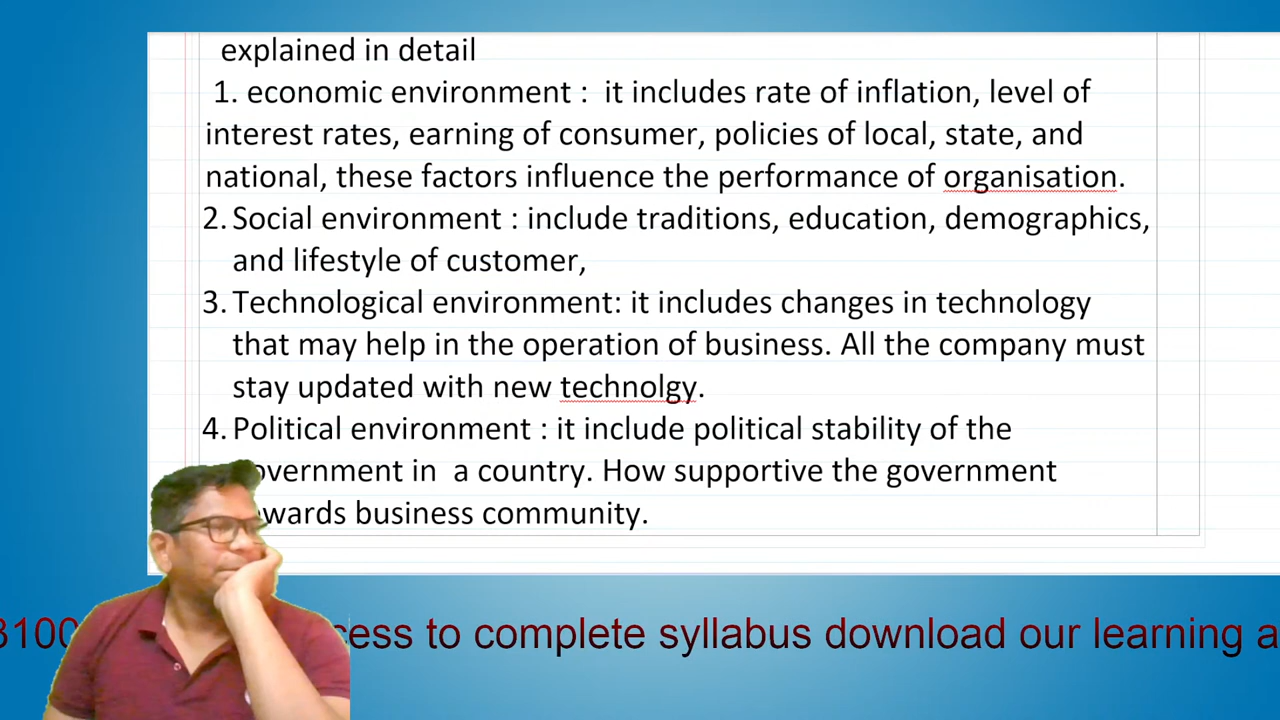 explained in detail
1. economic environment : it includes rate of inflation, level of
interest rates, earning of consumer, policies of local, state, and
national, these factors influence the performance of organisation.
2. Social environment : include traditions, education, demographics,
and lifestyle of customer,
3. Technological environment: it includes changes in technology
that may help in the operation of business. All the company must
stay updated with new technolgy.
4. Political environment : it include political stability of the
in a country. How supportive the government
business community.
to complete syllabus download our learning